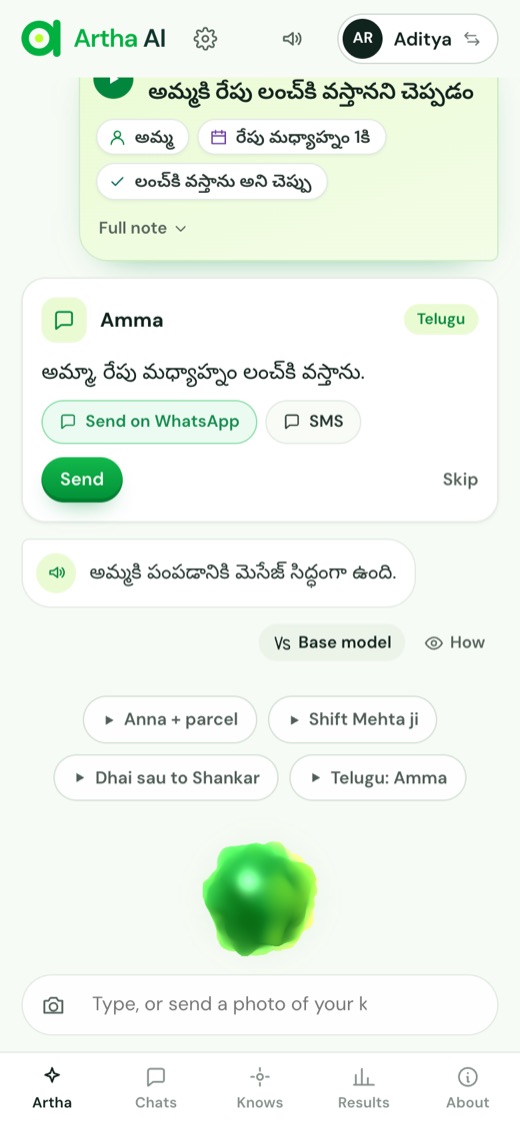 Artha AI
AR Aditya
అమ్మకి రేపు లంచ్‌కి వస్తానని చెప్పడం
అమ్మ
రేపు మధ్యాహ్నం 1కి
లంచ్‌కి వస్తాను అని చెప్పు
Full note
Amma
Telugu
అమ్మా, రేపు మధ్యాహ్నం లంచ్‌కి వస్తాను.
Send on WhatsApp
SMS
Send
Skip
అమ్మకి పంపడానికి మెసేజ్ సిద్ధంగా ఉంది.
Vs Base model
How
Anna + parcel
Shift Mehta ji
Dhai sau to Shankar
Telugu: Amma
Type, or send a photo of your k
Artha
Chats
Knows
Results
About